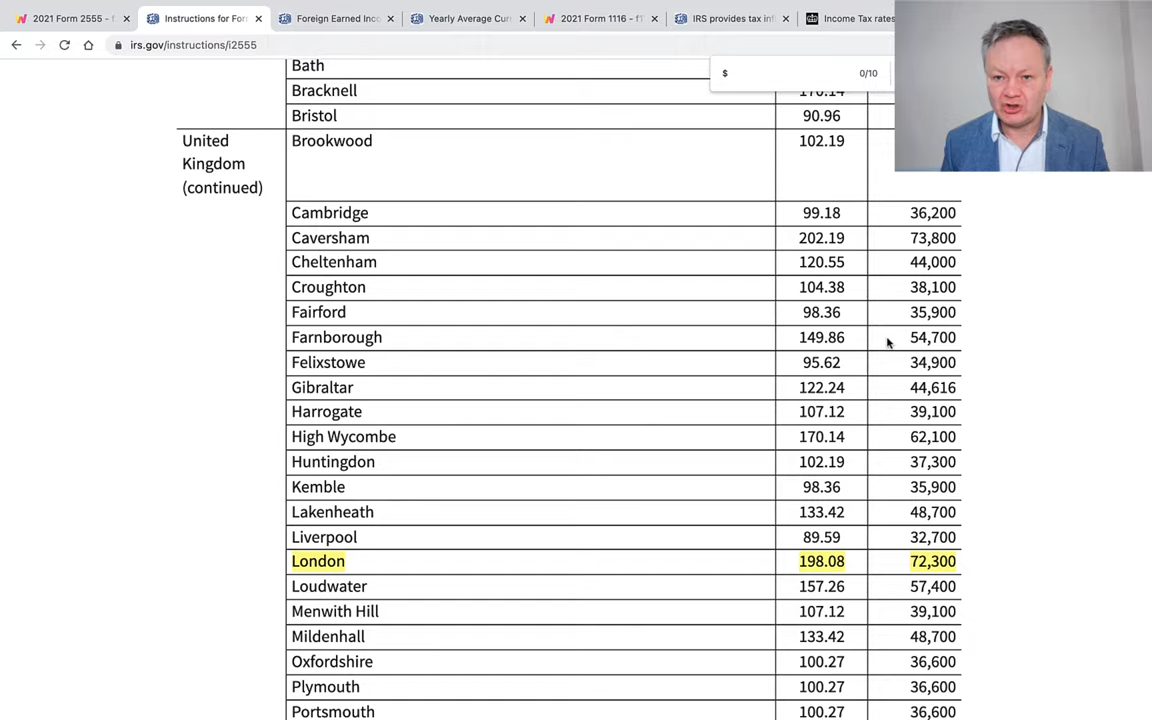 2021 Form 2555 - f
Instructions for For
Foreign Earned Inc
Yearly Average Cur
2021 Form 1116 - f1
IRS provides tax inf
Income Tax rates
irs.gov/instructions/i2555
$ 0/10
Bath
Bracknell 170.14
Bristol 90.96
United Kingdom (continued) Brookwood 102.19
Cambridge 99.18 36,200
Caversham 202.19 73,800
Cheltenham 120.55 44,000
Croughton 104.38 38,100
Fairford 98.36 35,900
Farnborough 149.86 54,700
Felixstowe 95.62 34,900
Gibraltar 122.24 44,616
Harrogate 107.12 39,100
High Wycombe 170.14 62,100
Huntingdon 102.19 37,300
Kemble 98.36 35,900
Lakenheath 133.42 48,700
Liverpool 89.59 32,700
London 198.08 72,300
Loudwater 157.26 57,400
Menwith Hill 107.12 39,100
Mildenhall 133.42 48,700
Oxfordshire 100.27 36,600
Plymouth 100.27 36,600
Portsmouth 100.27 36,600